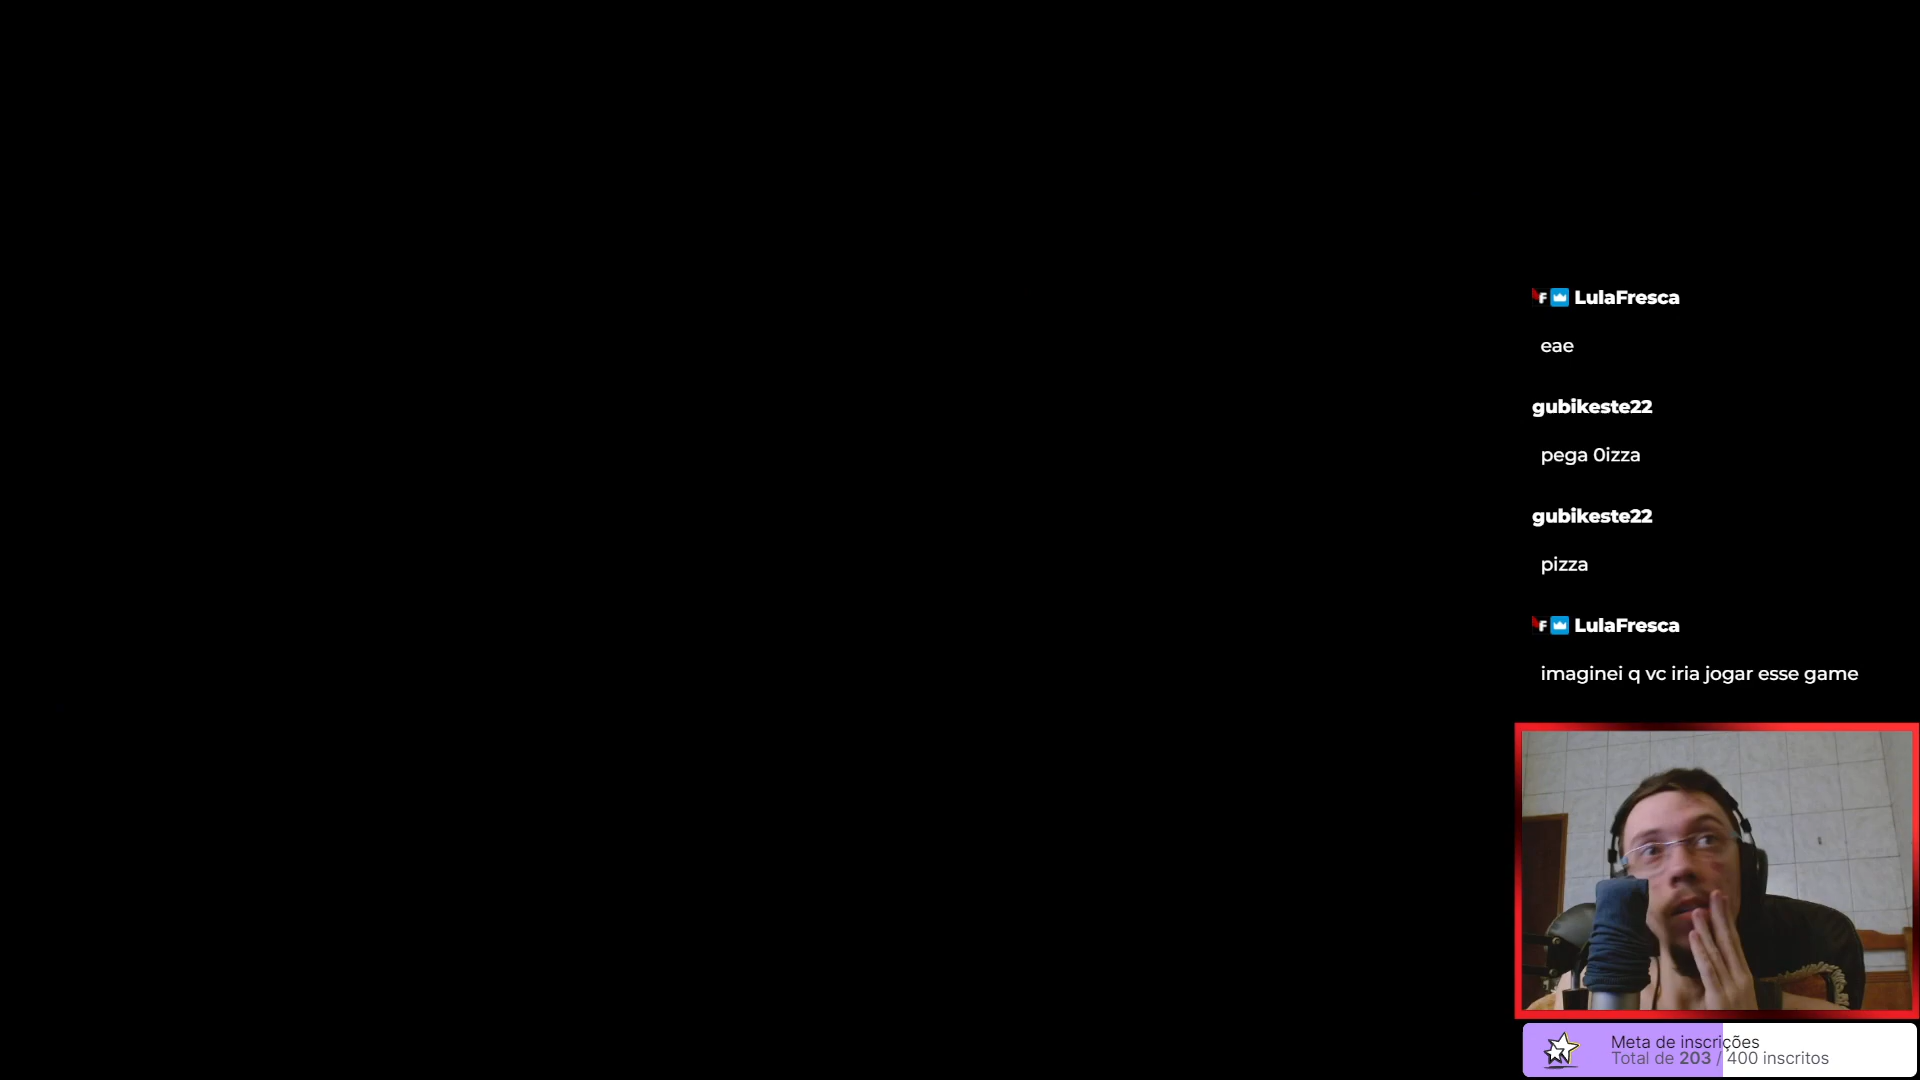 LulaFresca
eae
gubikeste22
pega 0izza
gubikeste22
pizza
LulaFresca
imaginei q vc iria jogar esse game
Meta de inscrições
Total de 203 / 400 inscritos